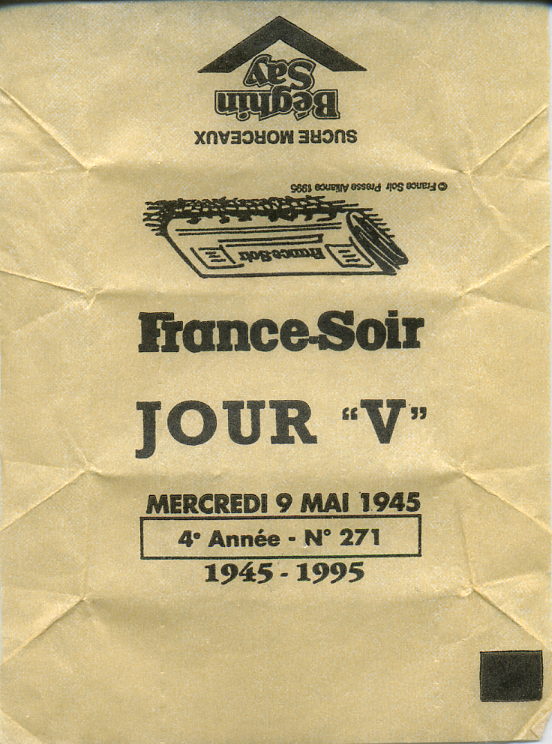 Béghin
Say
SUCRE MORCEAUX
© France Soir Presse Alliance 1995
France-Soir
France-Soir
JOUR “V”
MERCREDI 9 MAI 1945
4e Année - N° 271
1945 - 1995